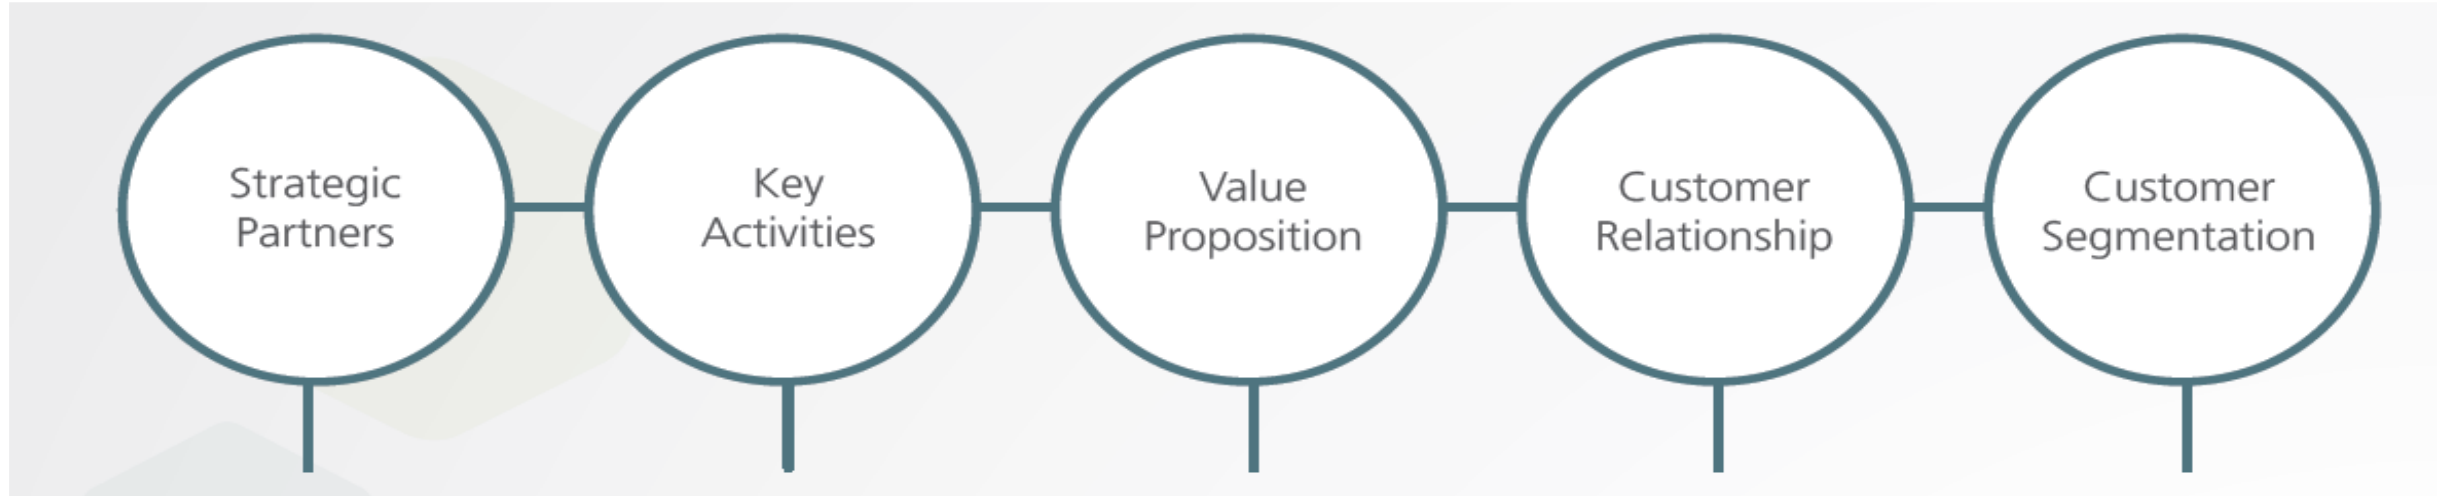 Strategic
Partners
Key
Activities
Value
Proposition
Customer
Relationship
Customer
Segmentation